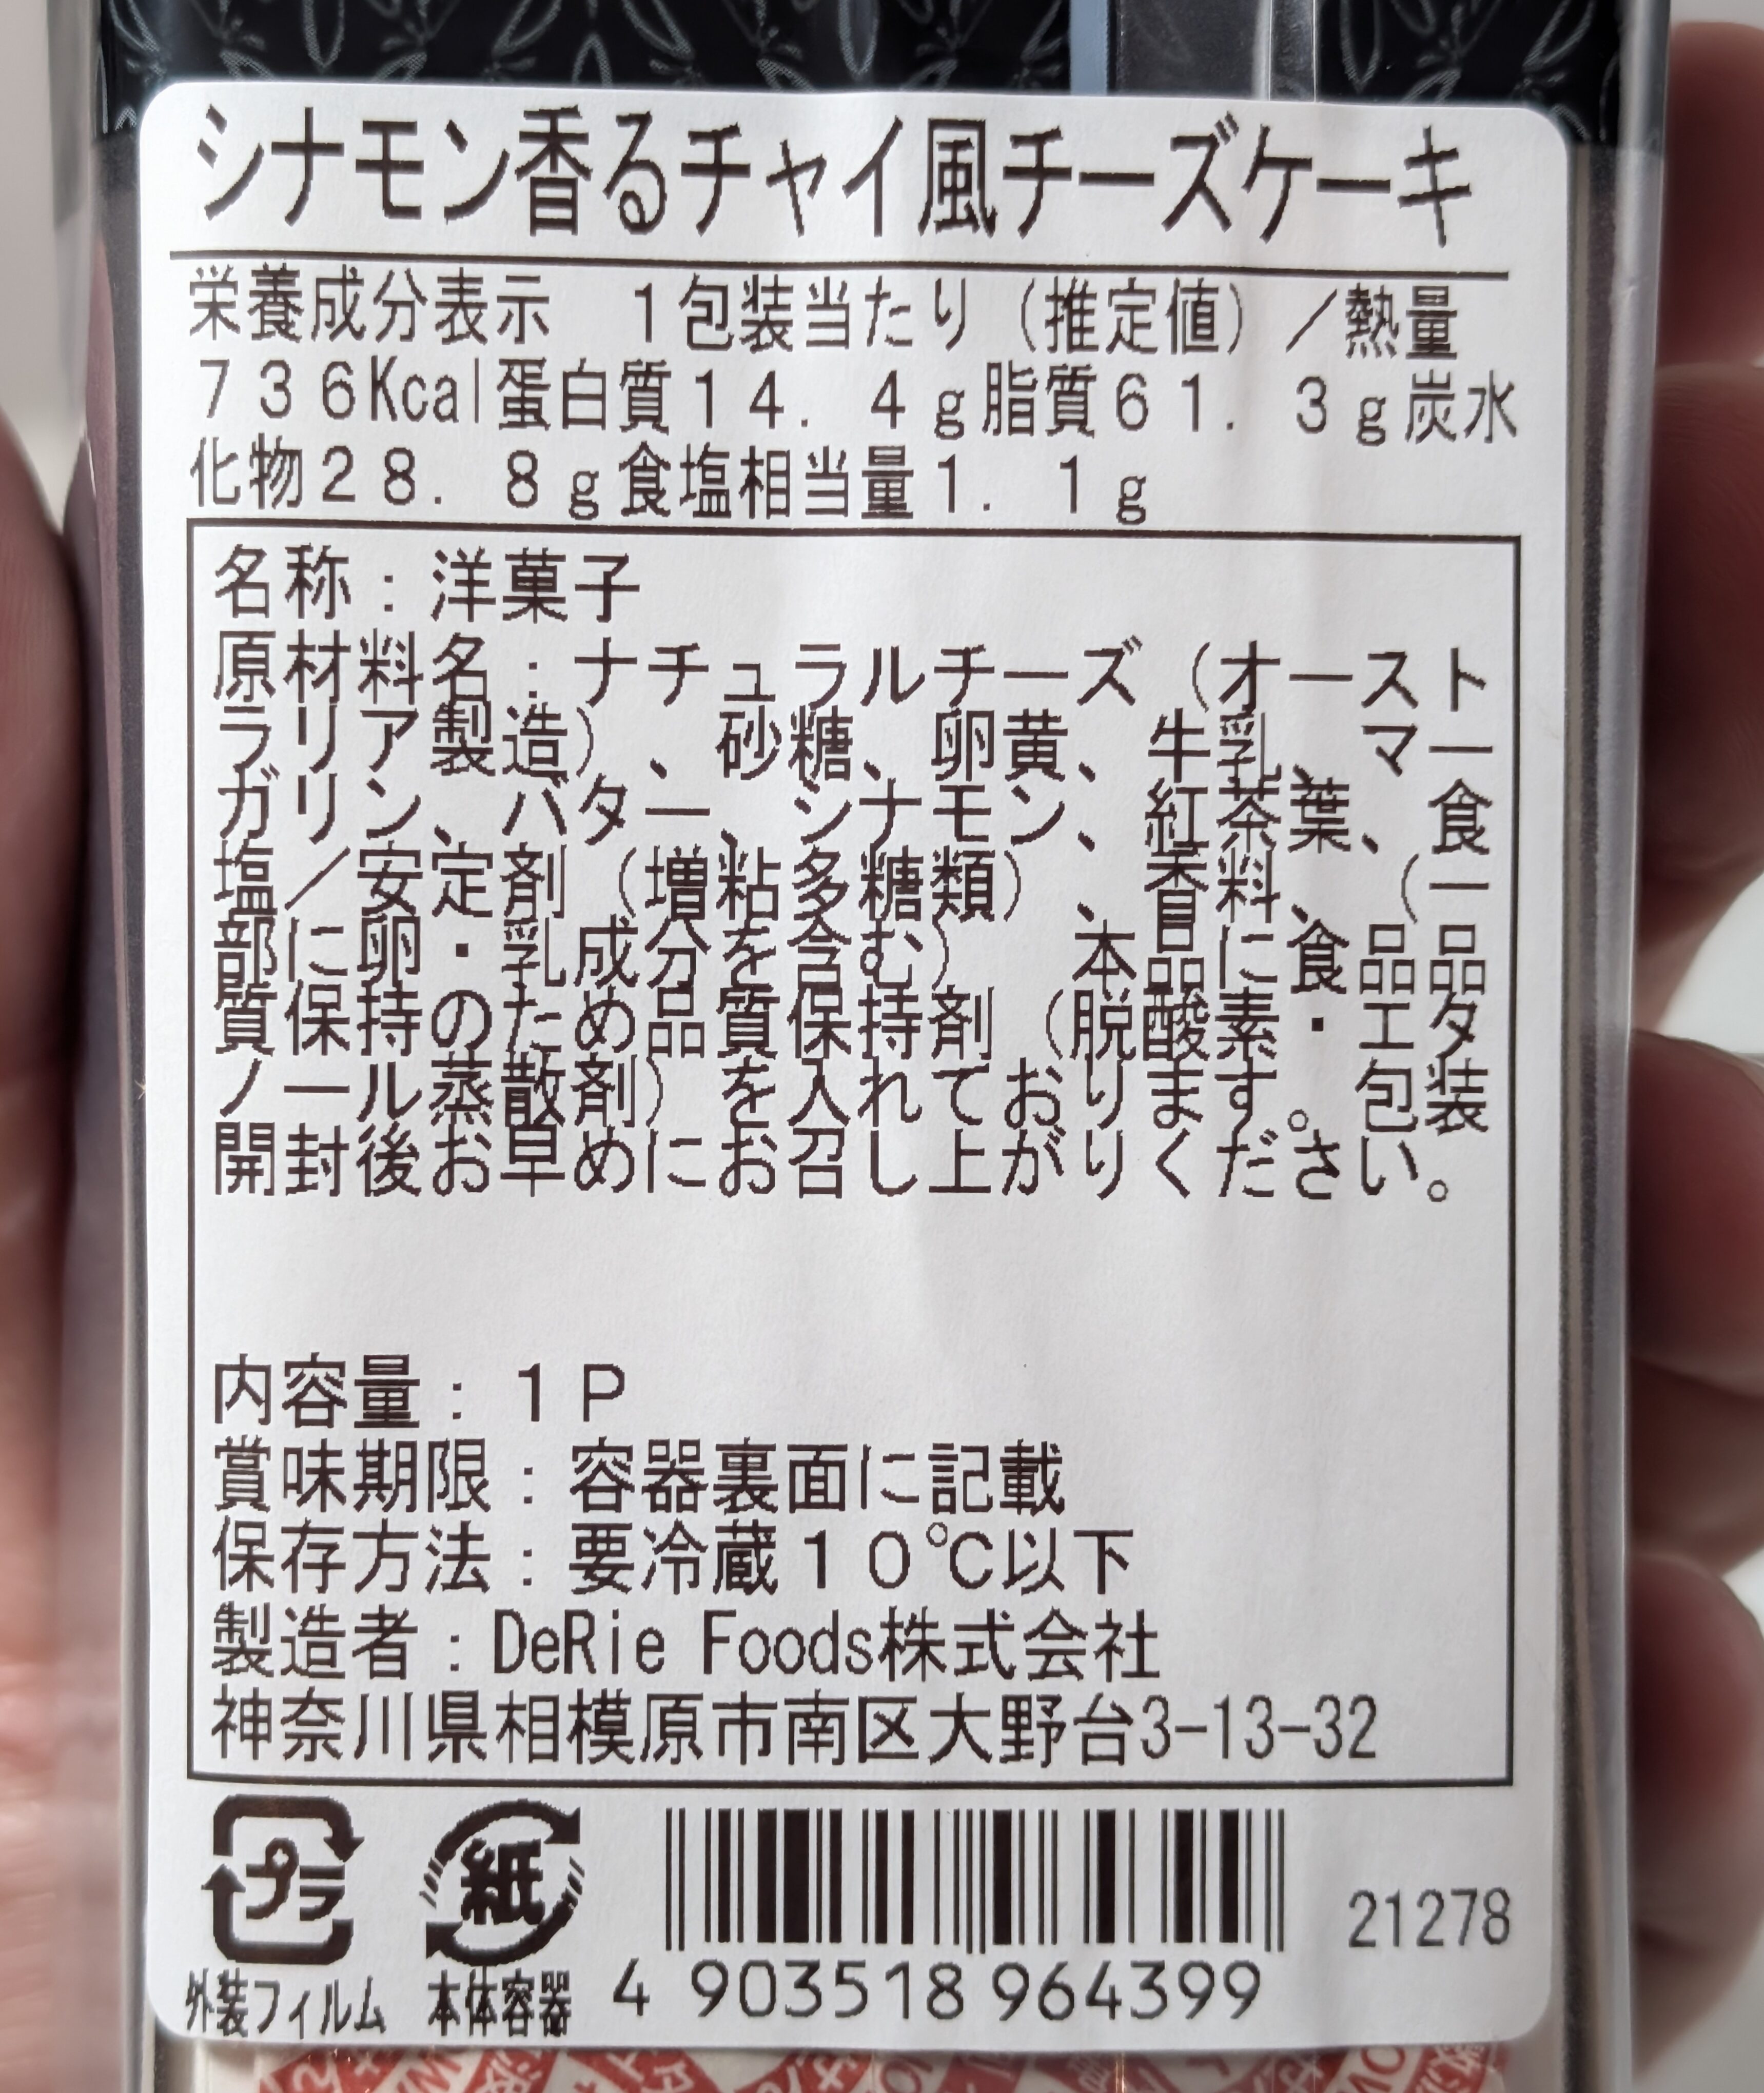 シナモン香るチャイ風チーズケーキ
栄養成分表示　1包装当たり（推定値）／熱量
７３６Kcal蛋白質１４．４g脂質６１．３g炭水
化物２８．８g食塩相当量１．１g
名称：洋菓子
原材料名：ナチュラルチーズ（オースト
ラリア製造）、砂糖、卵黄、牛乳、マー
ガリン、バター、シナモン、紅茶葉、食
塩／安定剤（増粘多糖類）、香料、（一
部に卵・乳成分を含む）　本品に食品品
質保持のため品質保持剤（脱酸素・エタ
ノール蒸散剤）を入れております。包装
開封後お早めにお召し上がりください。
内容量：１Ｐ
賞味期限：容器裏面に記載
保存方法：要冷蔵１０℃以下
製造者：DeRie Foods株式会社
神奈川県相模原市南区大野台3-13-32
プラ
紙
21278
外装フィルム　本体容器
4 903518 964399